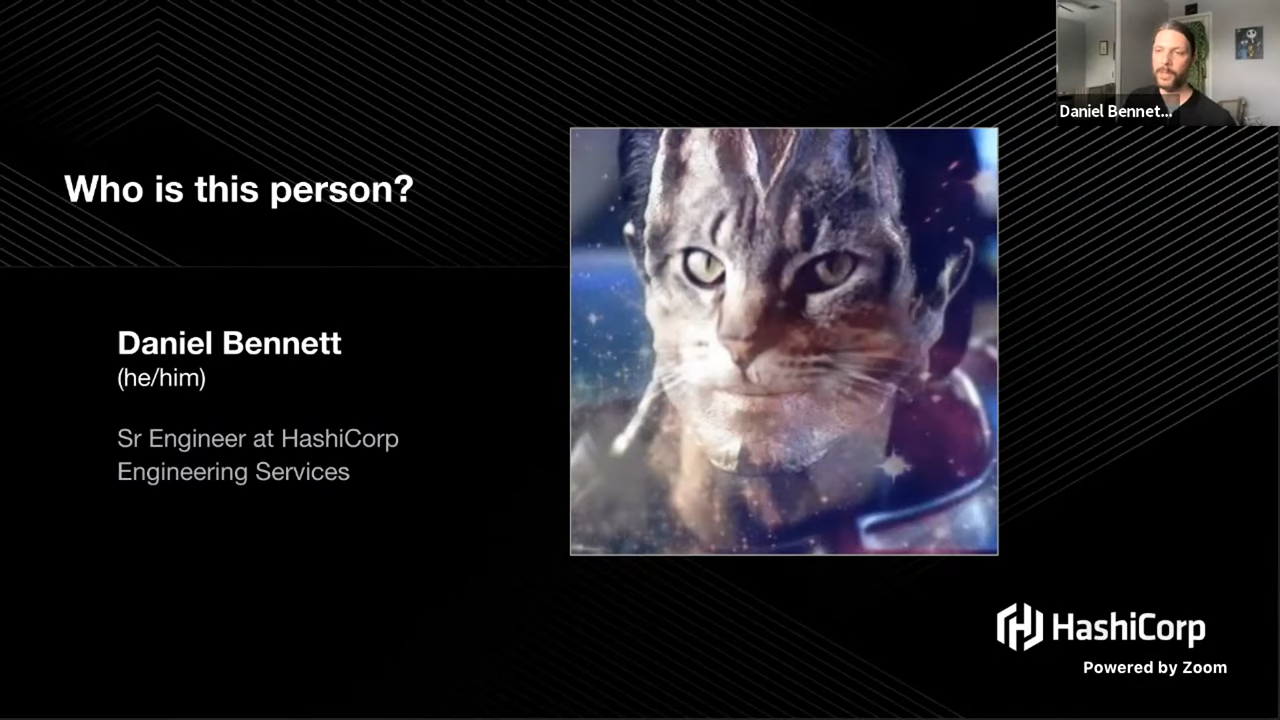 Daniel Bennet...
Who is this person?
Daniel Bennett
(he/him)
Sr Engineer at HashiCorp
Engineering Services
HashiCorp
Powered by Zoom